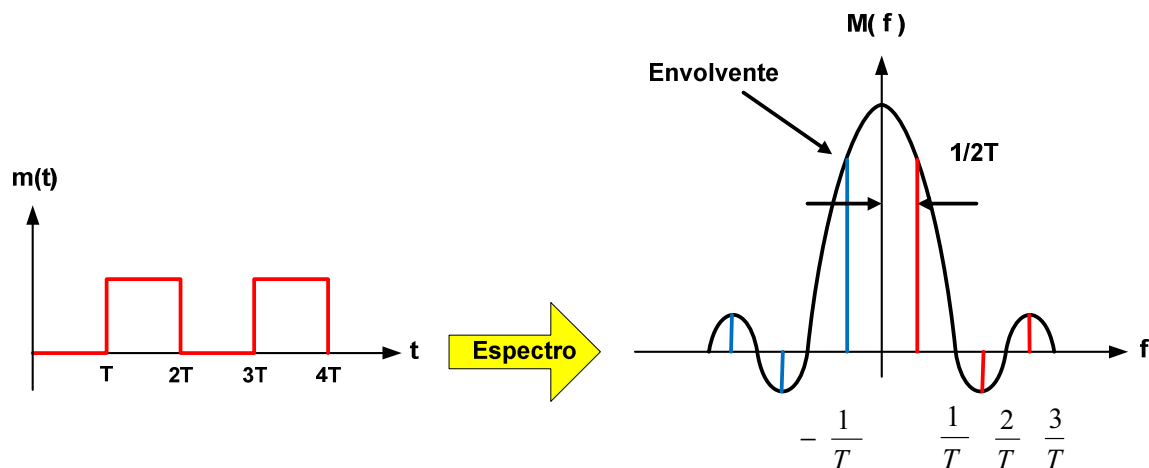 m(t)
T 2T 3T 4T
t
Espectro
M( f )
Envolvente
1/2T
f
- 1/T 1/T 2/T 3/T